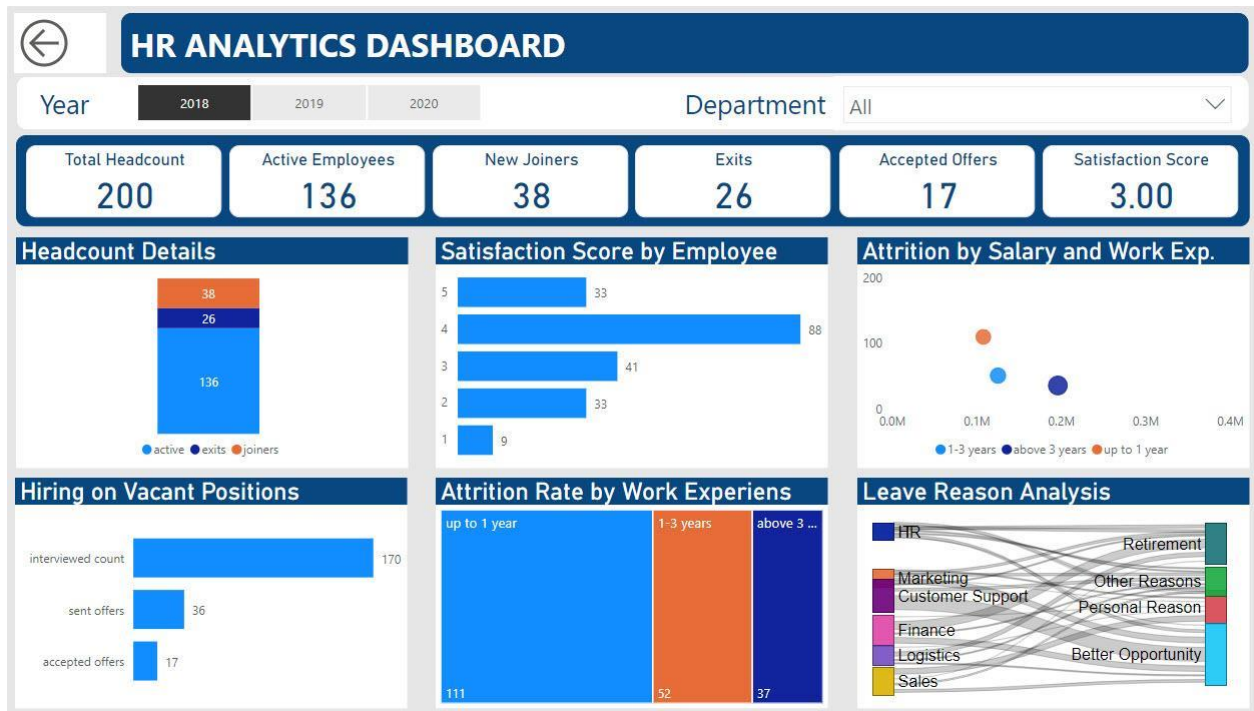 HR ANALYTICS DASHBOARD
Year 2018 2019 2020 Department All
Total Headcount Active Employees New Joiners Exits Accepted Offers Satisfaction Score
200 136 38 26 17 3.00
Headcount Details
38
26
136
active exits joiners
Satisfaction Score by Employee
5 33
4 88
3 41
2 33
1 9
Attrition by Salary and Work Exp.
200
100
0
0.0M 0.1M 0.2M 0.3M 0.4M
1-3 years above 3 years up to 1 year
Hiring on Vacant Positions
interviewed count 170
sent offers 36
accepted offers 17
Attrition Rate by Work Experiens
up to 1 year 1-3 years above 3 ...
111 52 37
Leave Reason Analysis
HR
Retirement
Marketing Other Reasons
Customer Support
Personal Reason
Finance
Logistics Better Opportunity
Sales